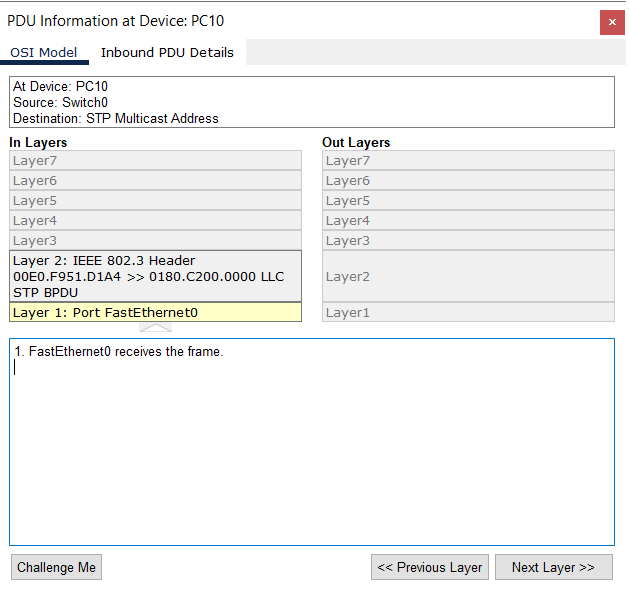 PDU Information at Device: PC10
OSI Model Inbound PDU Details
At Device: PC10
Source: Switch0
Destination: STP Multicast Address
In Layers
Layer7
Layer6
Layer5
Layer4
Layer3
Layer 2: IEEE 802.3 Header
00E0.F951.D1A4 >> 0180.C200.0000 LLC
STP BPDU
Layer 1: Port FastEthernet0
Out Layers
Layer7
Layer6
Layer5
Layer4
Layer3
Layer2
Layer1
1. FastEthernet0 receives the frame.
Challenge Me
<< Previous Layer
Next Layer >>